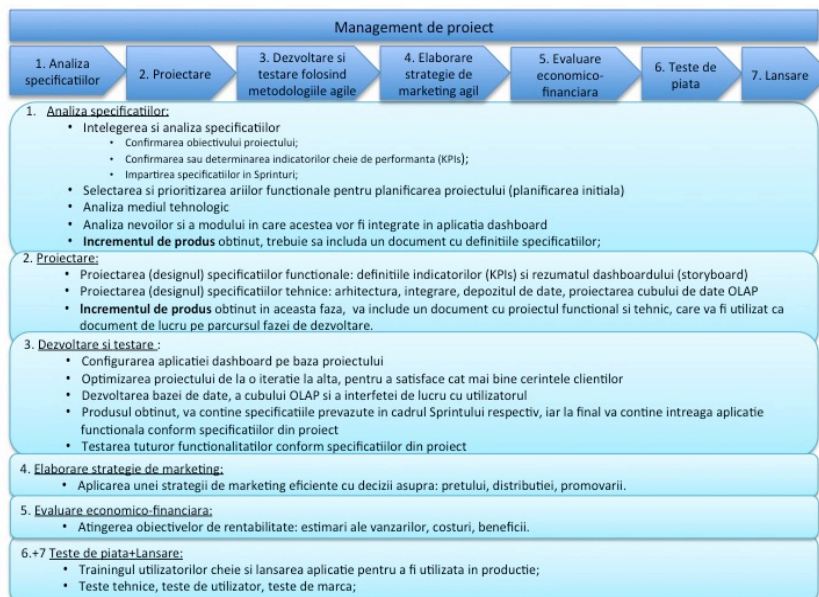 Management de proiect
1. Analiza
specificatiilor
2. Proiectare
3. Dezvoltare si
testare folosind
metodologiile agile
4. Elaborare
strategie de
marketing agil
5. Evaluare
economico-
financiara
6. Teste de
piata
7. Lansare
1. Analiza specificatiilor:
• Intelegerea si analiza specificatiilor
• Confirmarea obiectivului proiectului;
• Confirmarea sau determinarea indicatorilor cheie de performanta (KPIs);
• Impartirea specificatiilor in Sprinturi;
• Selectarea si prioritizarea ariilor functionale pentru planificarea proiectului (planificarea initiala)
• Analiza mediul tehnologic
• Analiza nevoilor si a modului in care acestea vor fi integrate in aplicatia dashboard
• Incrementul de produs obtinut, trebuie sa includa un document cu definitiile specificatiilor;
2. Proiectare:
• Proiectarea (designul) specificatiilor functionale: definitiile indicatorilor (KPIs) si rezumatul dashboardului (storyboard)
• Proiectarea (designul) specificatiilor tehnice: arhitectura, integrare, depozitul de date, proiectarea cubului de date OLAP
• Incrementul de produs obtinut in aceasta faza, va include un document cu proiectul functional si tehnic, care va fi utilizat ca
document de lucru pe parcursul fazei de dezvoltare.
3. Dezvoltare si testare :
• Configurarea aplicatiei dashboard pe baza proiectului
• Optimizarea proiectului de la o iteratie la alta, pentru a satisface cat mai bine cerintele clientilor
• Dezvoltarea bazei de date, a cubului OLAP si a interfetei de lucru cu utilizatorul
• Produsul obtinut, va contine specificatiile prevazute in cadrul Sprintului respectiv, iar la final va contine intreaga aplicatie
functionala conform specificatiilor din proiect
• Testarea tuturor functionalitatilor conform specificatiilor din proiect
4. Elaborare strategie de marketing:
• Aplicarea unei strategii de marketing eficiente cu decizii asupra: pretului, distributiei, promovarii.
5. Evaluare economico-financiara:
• Atingerea obiectivelor de rentabilitate: estimari ale vanzarilor, costuri, beneficii.
6.+7 Teste de piata+Lansare:
• Trainingul utilizatorilor cheie si lansarea aplicatie pentru a fi utilizata in productie;
• Teste tehnice, teste de utilizator, teste de marca;